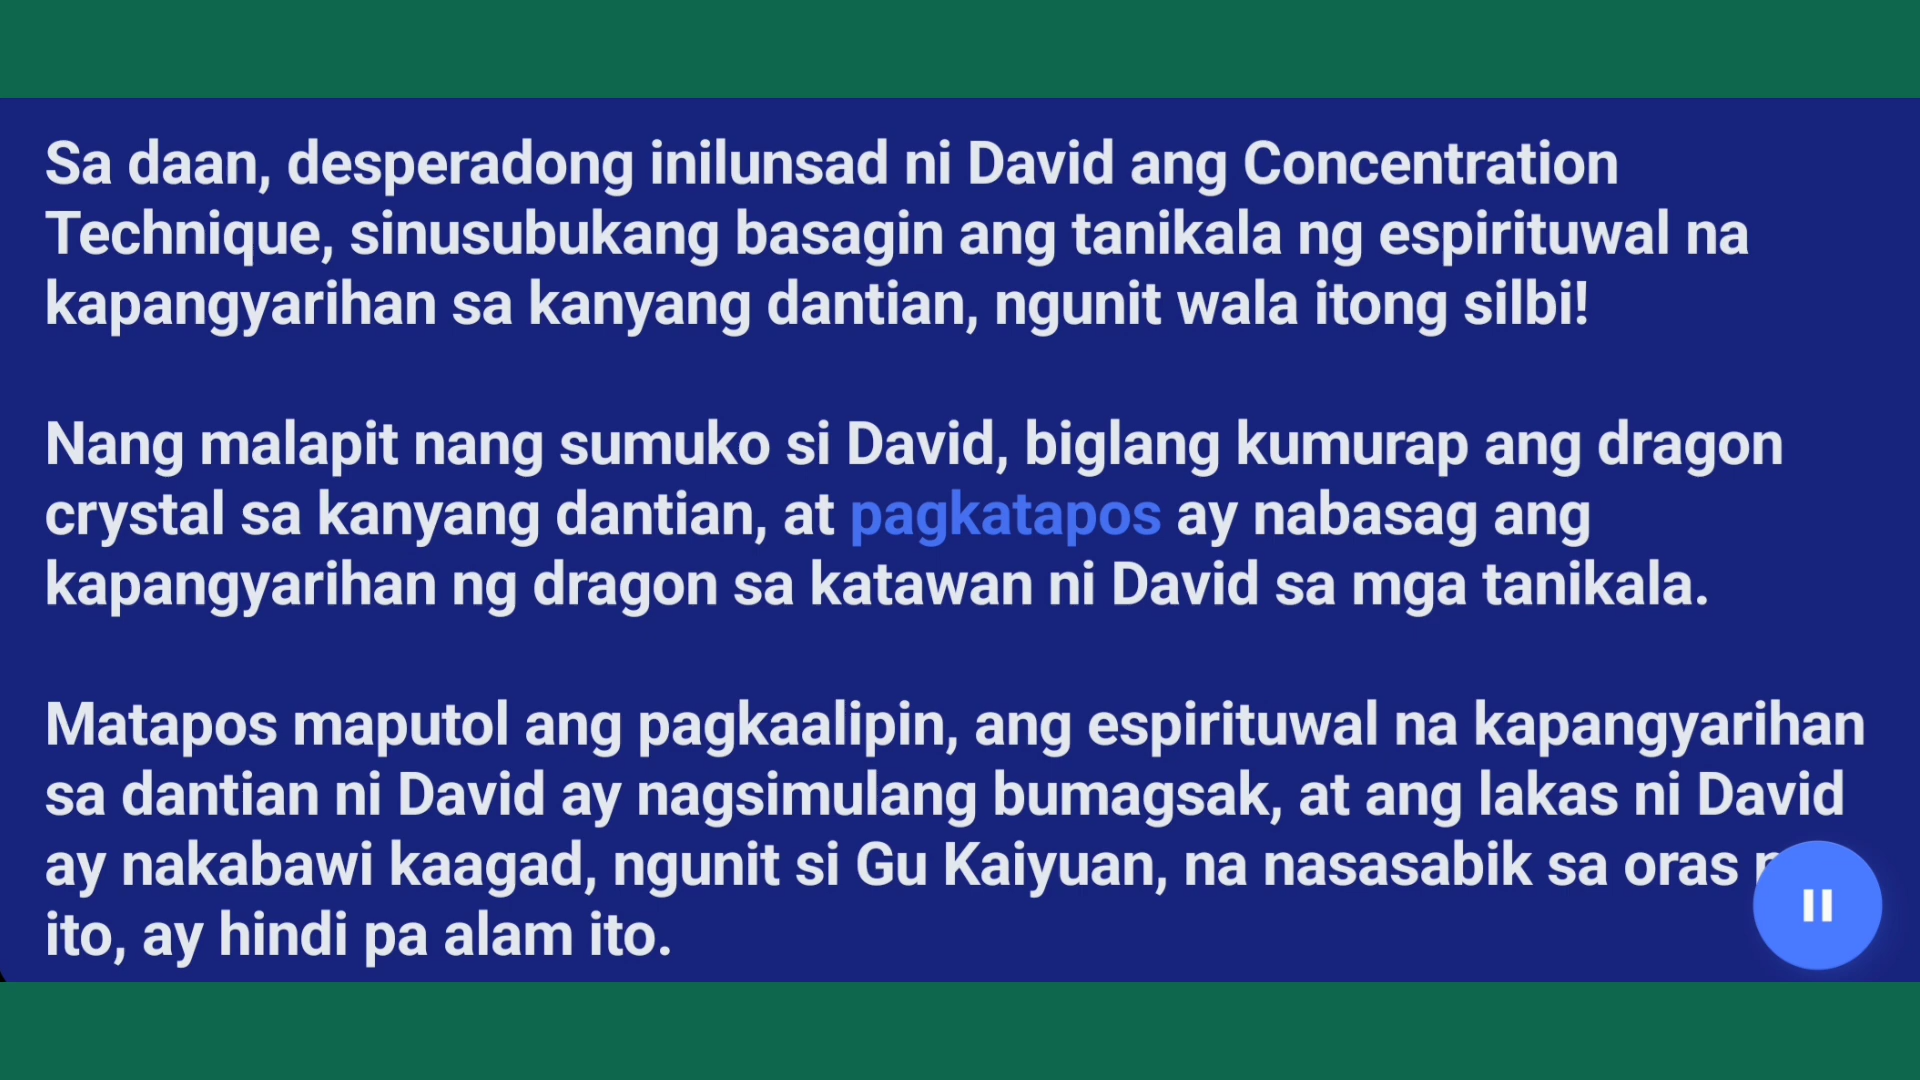 Sa daan, desperadong inilunsad ni David ang Concentration
Technique, sinusubukang basagin ang tanikala ng espirituwal na
kapangyarihan sa kanyang dantian, ngunit wala itong silbi!
Nang malapit nang sumuko si David, biglang kumurap ang dragon
crystal sa kanyang dantian, at pagkatapos ay nabasag ang
kapangyarihan ng dragon sa katawan ni David sa mga tanikala.
Matapos maputol ang pagkaalipin, ang espirituwal na kapangyarihan
sa dantian ni David ay nagsimulang bumagsak, at ang lakas ni David
ay nakabawi kaagad, ngunit si Gu Kaiyuan, na nasasabik sa oras
ito, ay hindi pa alam ito.